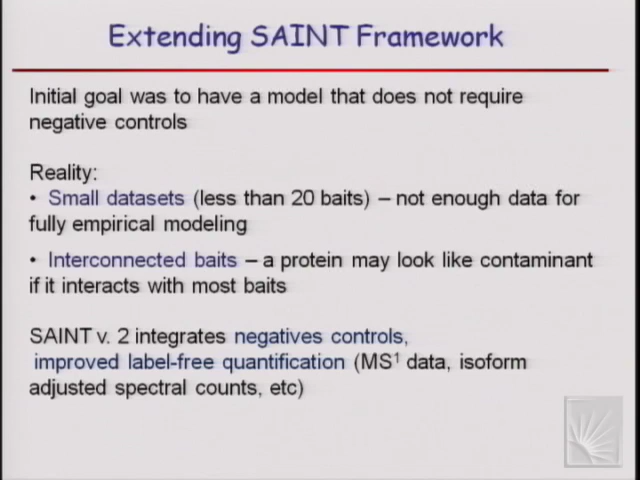 Extending SAINT Framework
Initial goal was to have a model that does not require
negative controls
Reality:
• Small datasets (less than 20 baits) – not enough data for
fully empirical modeling
• Interconnected baits – a protein may look like contaminant
if it interacts with most baits
SAINT v. 2 integrates negatives controls,
improved label-free quantification (MS¹ data, isoform
adjusted spectral counts, etc)